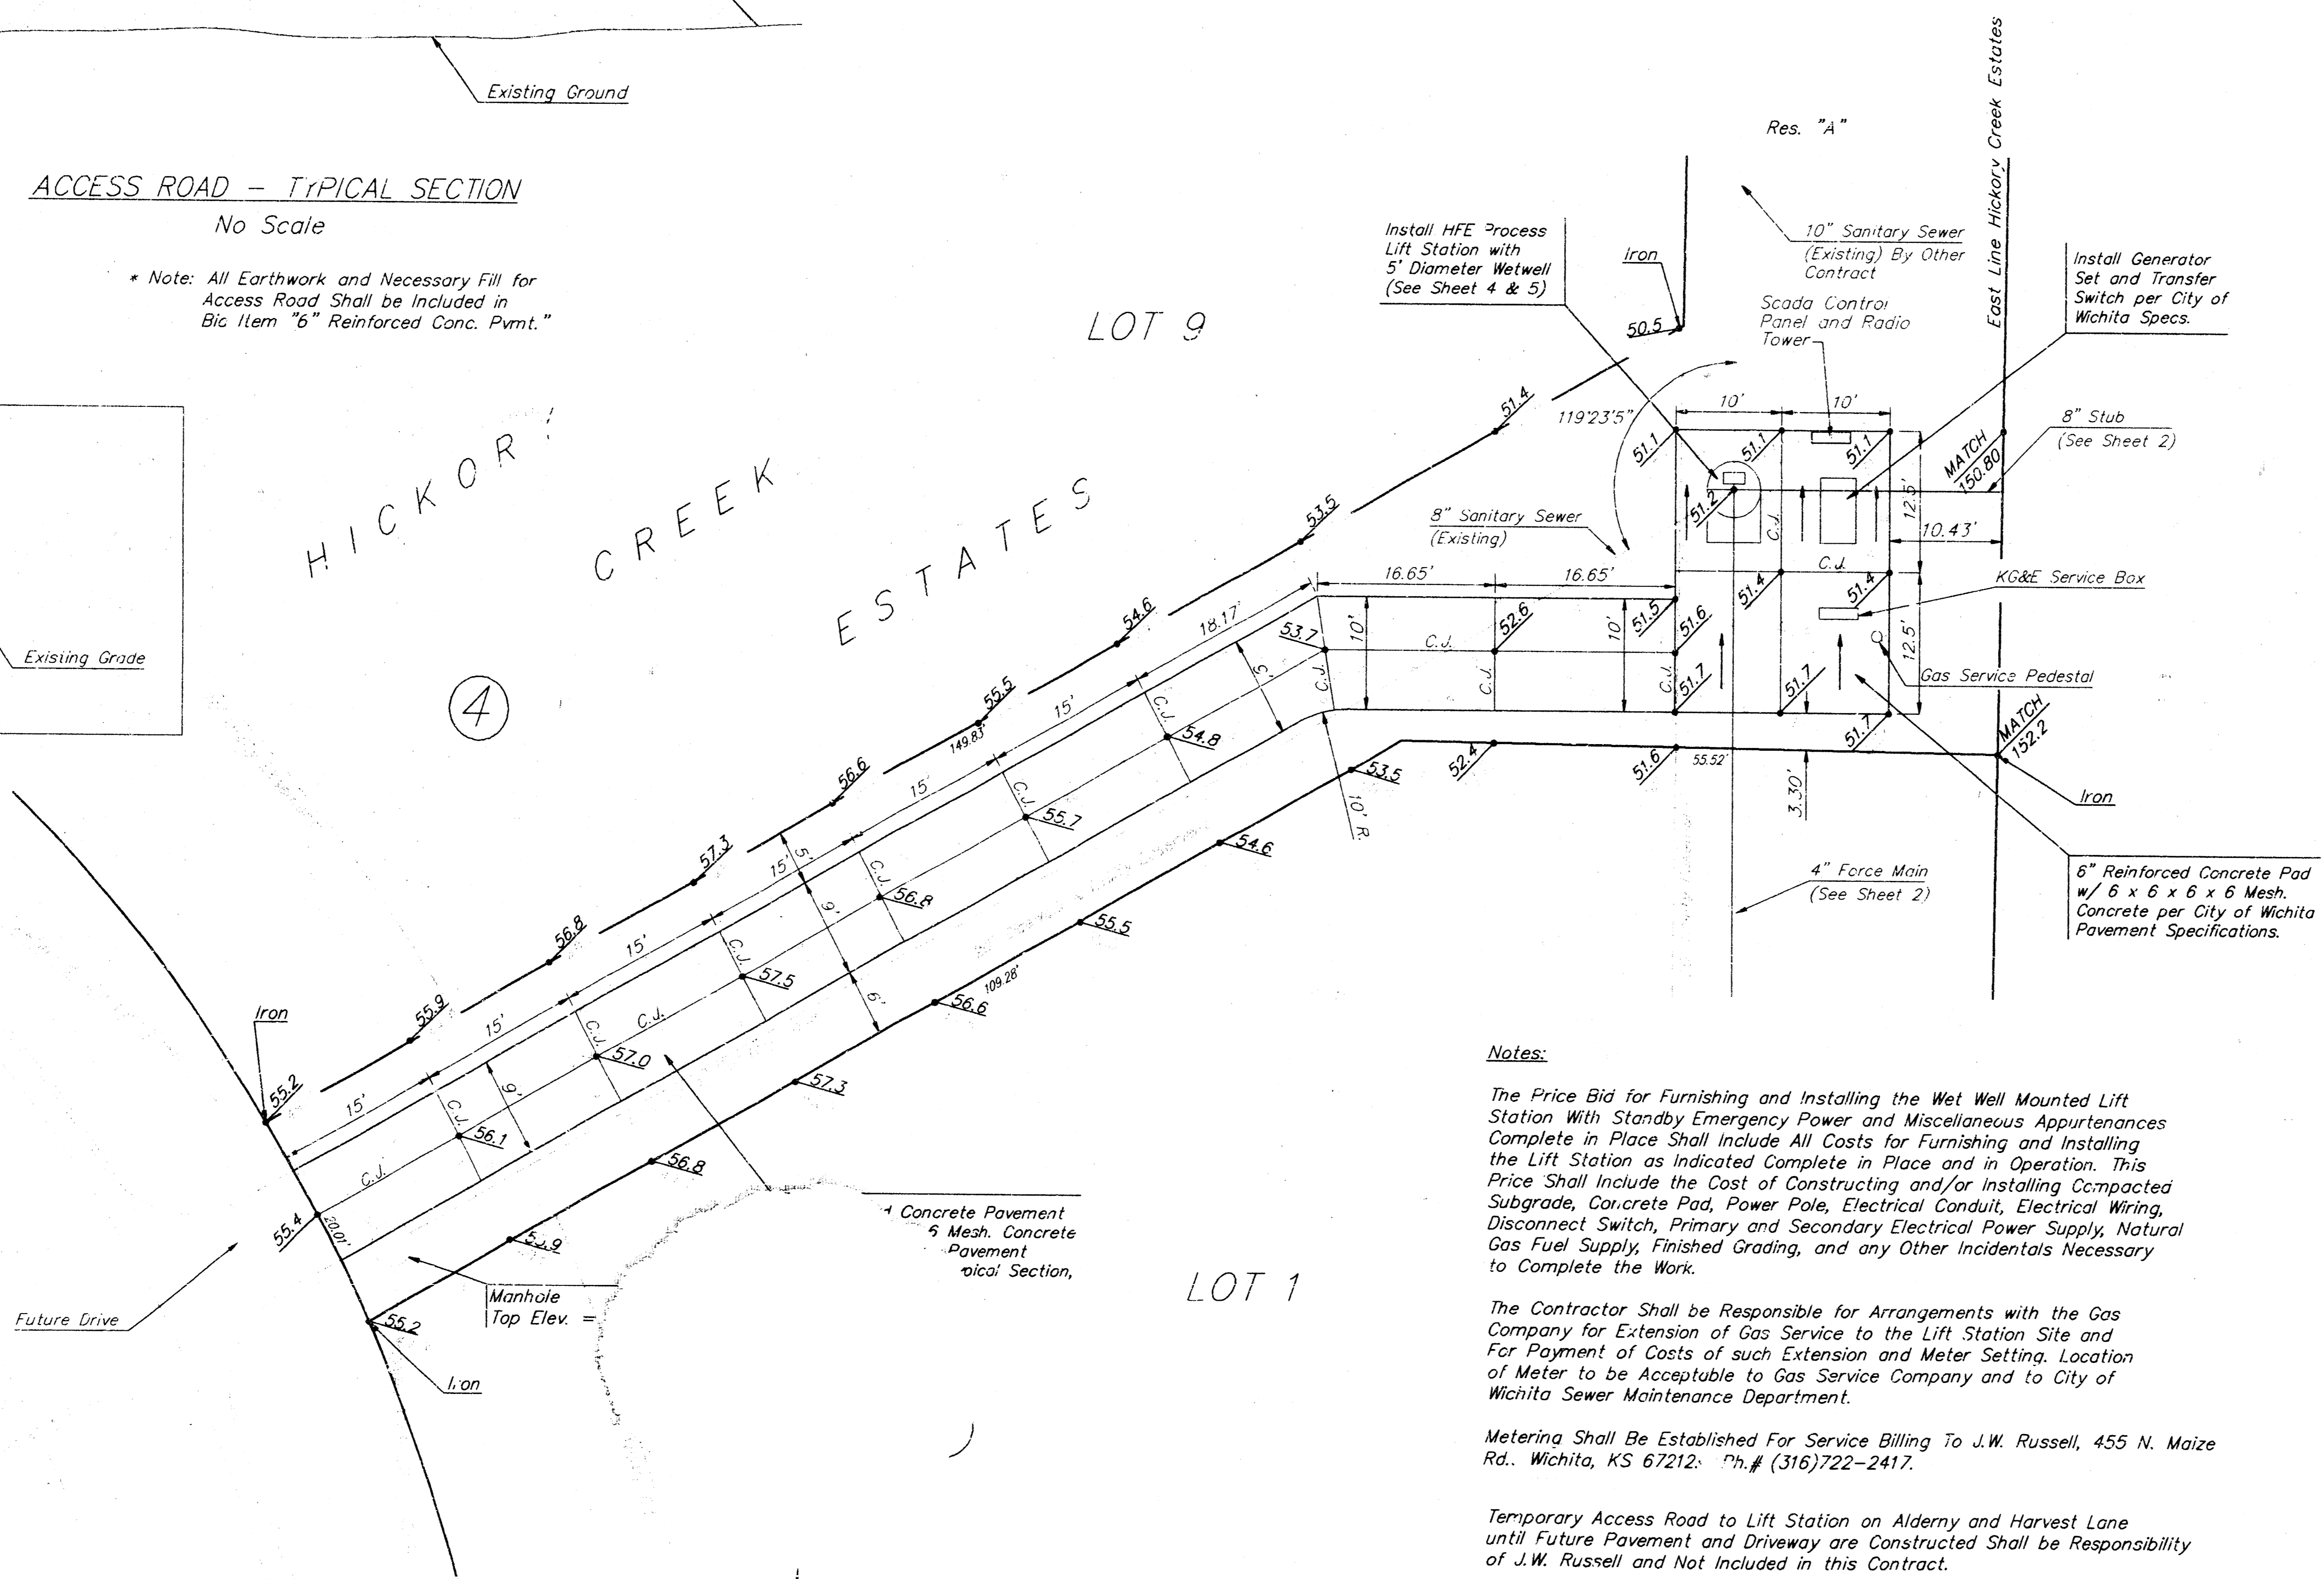 Existing Ground
ACCESS ROAD – TYPICAL SECTION
No Scale
* Note: All Earthwork and Necessary Fill for
Access Road Shall be Included in
Bid Item "6" Reinforced Conc. Pvmt."
Existing Grade
HICKORY
CREEK
ESTATES
LOT 9
4
Res. "A"
East Line Hickory Creek Estates
Install HFE Process
Lift Station with
5' Diameter Wetwell
(See Sheet 4 & 5)
Iron
50.5
10" Sanitary Sewer
(Existing) By Other
Contract
Scada Control
Panel and Radio
Tower
Install Generator
Set and Transfer
Switch per City of
Wichita Specs.
8" Stub
(See Sheet 2)
MATCH
150.80
119°23'5"
10'
10'
51.1
51.1
51.1
51.2
12.5'
10.43'
C.J.
C.J.
51.4
51.4
KG&E Service Box
12.5'
Gas Service Pedestal
8" Sanitary Sewer
(Existing)
16.65'
16.65'
10'
10'
C.J.
C.J.
C.J.
C.J.
53.7
52.6
51.5
51.6
51.7
51.7
51.7
MATCH
152.2
Iron
52.4
51.6
55.52'
3.30'
53.5
10' R.
4" Force Main
(See Sheet 2)
6" Reinforced Concrete Pad
w/ 6 x 6 x 6 x 6 Mesh.
Concrete per City of Wichita
Pavement Specifications.
51.4
53.5
54.6
55.5
149.83'
56.6
57.3
56.8
55.9
55.2
Iron
18.17'
15'
15'
15'
15'
15'
15'
15'
5'
5'
9'
6'
9'
C.J.
C.J.
C.J.
C.J.
C.J.
C.J.
C.J.
C.J.
54.8
55.7
56.8
57.5
57.0
56.1
55.4
20.01'
54.6
55.5
109.28'
56.6
57.3
56.8
55.2
Iron
Future Drive
Manhole
Top Elev. =
Concrete Pavement
6 Mesh. Concrete
Pavement
Section,
LOT 1
Notes:
The Price Bid for Furnishing and Installing the Wet Well Mounted Lift
Station With Standby Emergency Power and Miscellaneous Appurtenances
Complete in Place Shall Include All Costs for Furnishing and Installing
the Lift Station as Indicated Complete in Place and in Operation. This
Price Shall Include the Cost of Constructing and/or Installing Compacted
Subgrade, Concrete Pad, Power Pole, Electrical Conduit, Electrical Wiring,
Disconnect Switch, Primary and Secondary Electrical Power Supply, Natural
Gas Fuel Supply, Finished Grading, and any Other Incidentals Necessary
to Complete the Work.
The Contractor Shall be Responsible for Arrangements with the Gas
Company for Extension of Gas Service to the Lift Station Site and
For Payment of Costs of such Extension and Meter Setting. Location
of Meter to be Acceptable to Gas Service Company and to City of
Wichita Sewer Maintenance Department.
Metering Shall Be Established For Service Billing To J.W. Russell, 455 N. Maize
Rd.. Wichita, KS 67212. Ph.# (316)722–2417.
Temporary Access Road to Lift Station on Alderny and Harvest Lane
until Future Pavement and Driveway are Constructed Shall be Responsibility
of J.W. Russell and Not Included in this Contract.